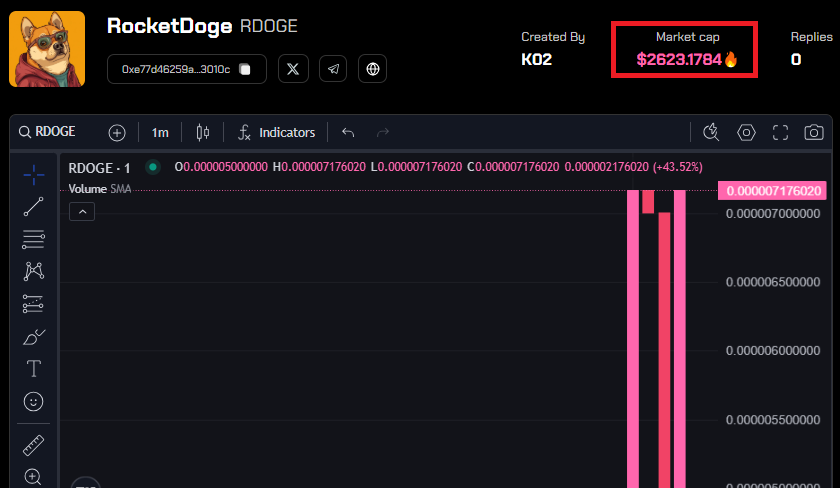 RocketDoge RDOGE
0xe77d46259a...3010c
Created By
K02
Market cap
$2623.1784🔥
Replies
0
RDOGE 1m Indicators
RDOGE · 1 O0.000005000000 H0.000007176020 L0.000007176020 C0.000007176020 0.000002176020 (+43.52%)
Volume SMA
0.000007176020
0.000007000000
0.000006500000
0.000006000000
0.000005500000
0.000005000000